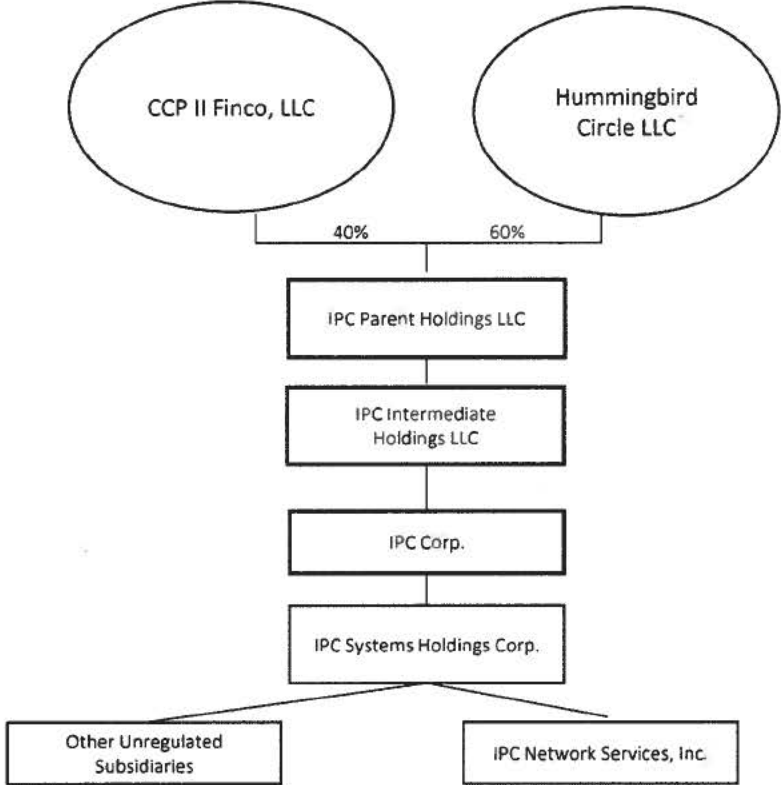 CCP II Finco, LLC
Hummingbird
Circle LLC
40%
60%
IPC Parent Holdings LLC
IPC Intermediate
Holdings LLC
IPC Corp.
IPC Systems Holdings Corp.
Other Unregulated
Subsidiaries
IPC Network Services, Inc.